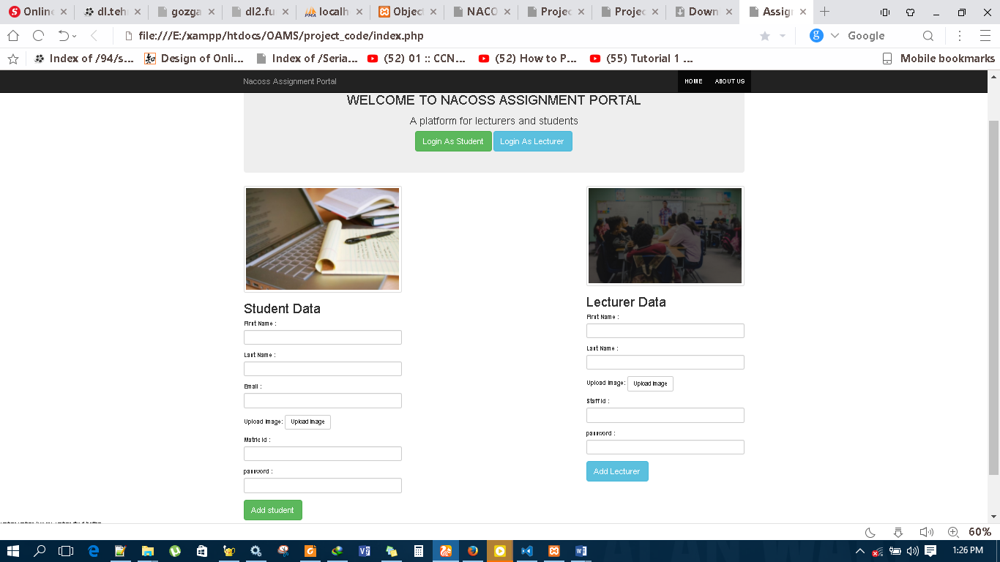 Online
dl.teh
gozga
dl2.fu
localh
Object
NACO
Projec
Projec
Down
Assig
file:///E:/xampp/htdocs/OAMS/project_code/index.php
Google
Index of /94/s...
Design of Onli...
Index of /Seria...
(52) 01 :: CCN...
(52) How to P...
(55) Tutorial 1 ...
Mobile bookmarks
Nacoss Assignment Portal
HOME
ABOUT US
WELCOME TO NACOSS ASSIGNMENT PORTAL
A platform for lecturers and students
Login As Student
Login As Lecturer
Student Data
First Name :
Last Name :
Email :
Upload Image:
Upload Image
Matric Id :
password :
Add student
Lecturer Data
First Name :
Last Name :
Upload Image:
Upload Image
Staff Id :
password :
Add Lecturer
60%
1:26 PM